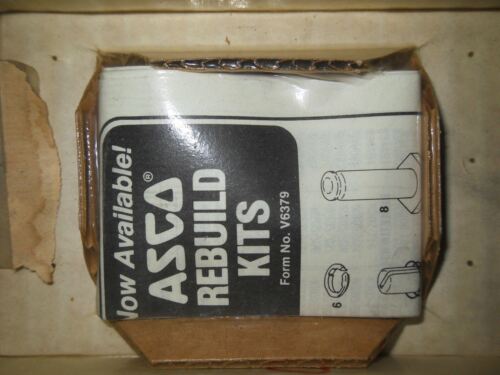 Now Available!
ASCO®
REBUILD
KITS
Form No. V6379
8
6